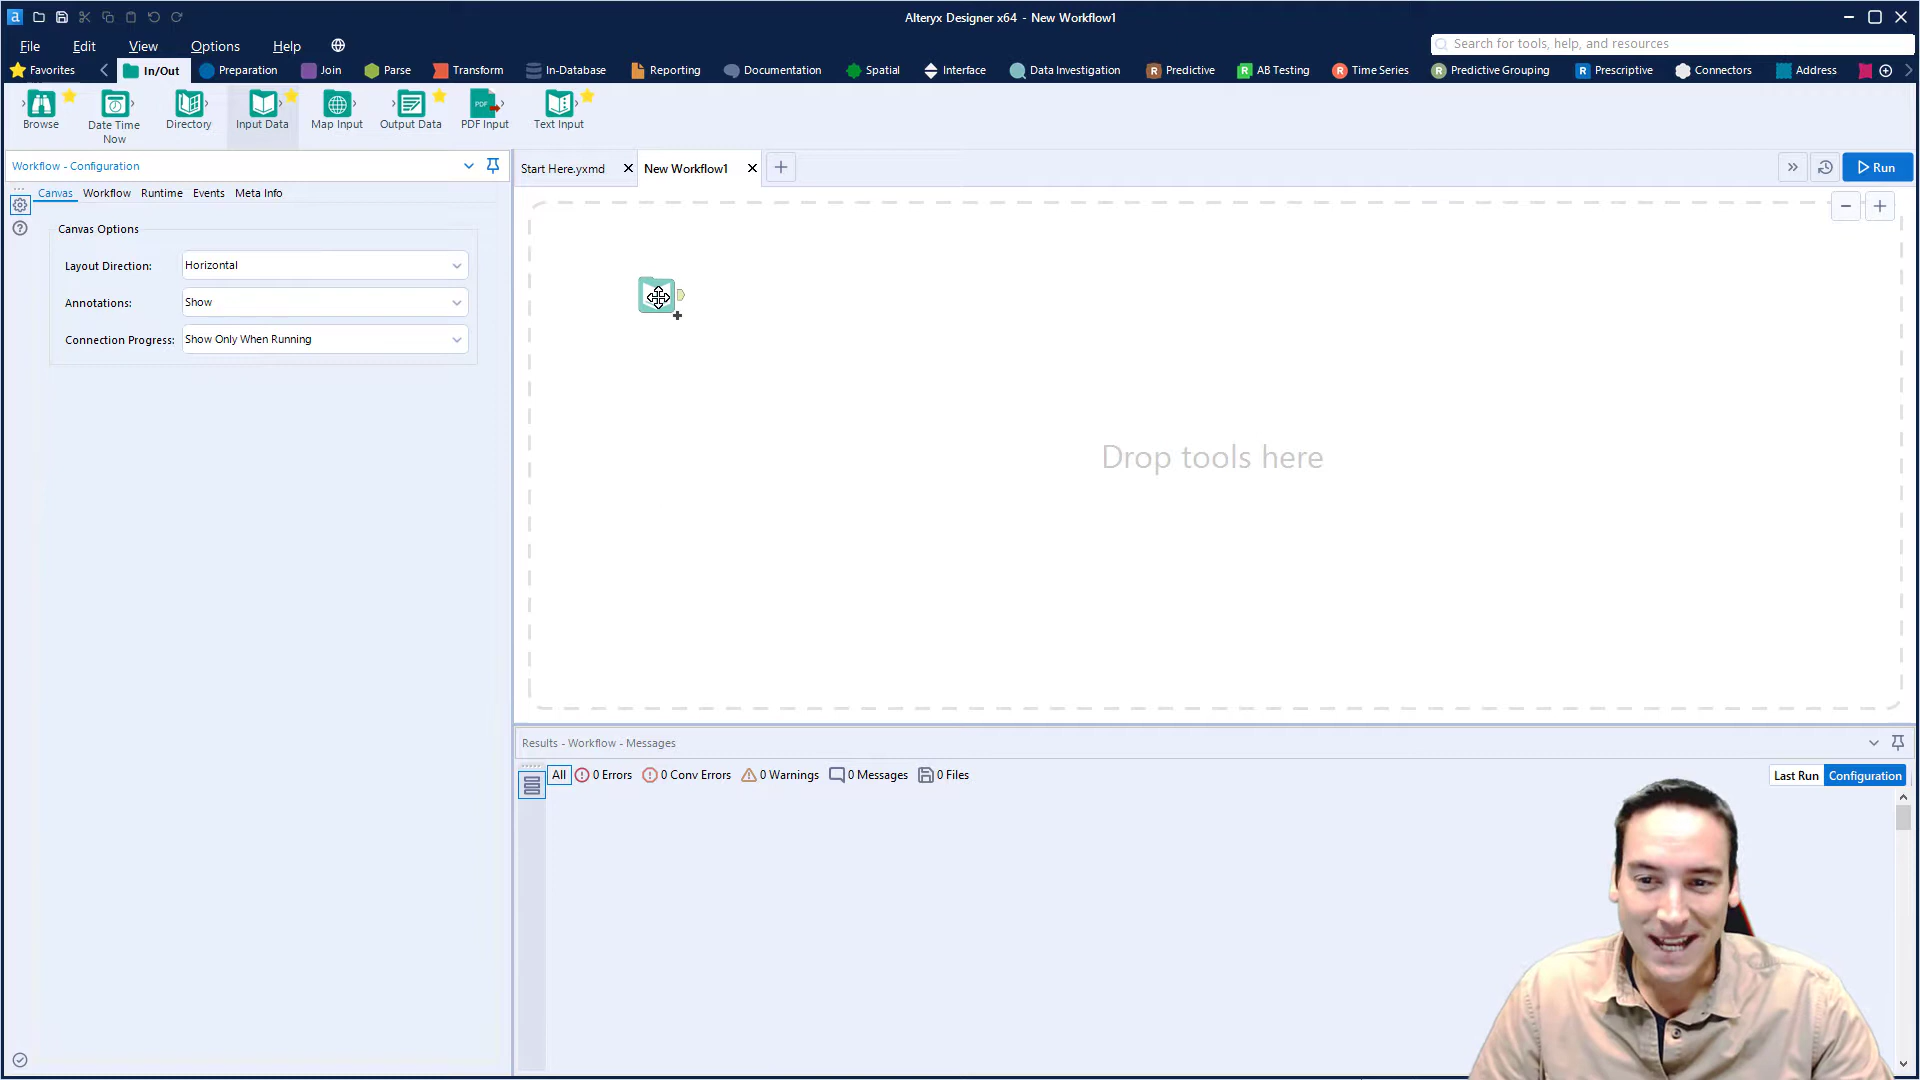 Alteryx Designer x64 - New Workflow1
File Edit View Options Help
Search for tools, help, and resources
Favorites In/Out Preparation Join Parse Transform In-Database Reporting Documentation Spatial Interface Data Investigation Predictive AB Testing Time Series Predictive Grouping Prescriptive Connectors Address
Browse Date Time Now Directory Input Data Map Input Output Data PDF Input Text Input
Workflow - Configuration
Start Here.yxmd New Workflow1 Run
Canvas Workflow Runtime Events Meta Info
Canvas Options
Layout Direction: Horizontal
Annotations: Show
Connection Progress: Show Only When Running
Drop tools here
Results - Workflow - Messages
All 0 Errors 0 Conv Errors 0 Warnings 0 Messages 0 Files Last Run Configuration